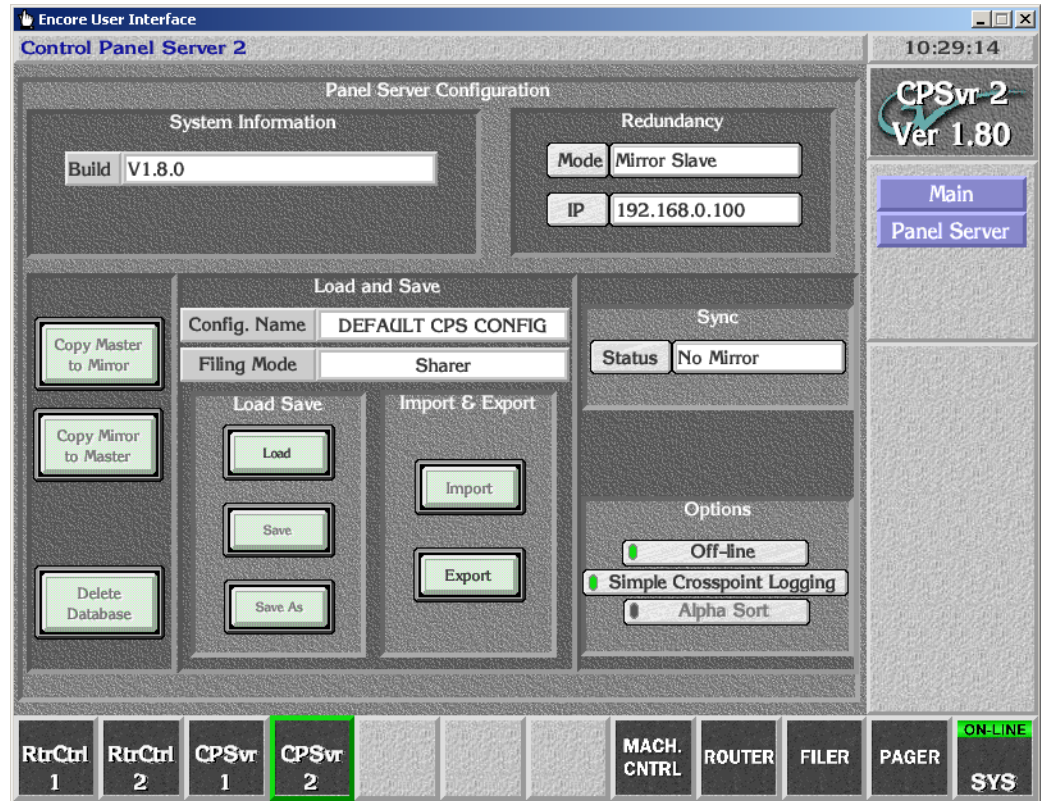 Encore User Interface
Control Panel Server 2
10:29:14
Panel Server Configuration
System Information
Build V1.8.0
Redundancy
Mode Mirror Slave
IP 192.168.0.100
CPSvr 2
Ver 1.80
Main
Panel Server
Copy Master
to Mirror
Copy Mirror
to Master
Delete
Database
Load and Save
Config. Name DEFAULT CPS CONFIG
Filing Mode Sharer
Load Save
Load
Save
Save As
Import & Export
Import
Export
Sync
Status No Mirror
Options
Off-line
Simple Crosspoint Logging
Alpha Sort
RtrCtrl
1
RtrCtrl
2
CPSvr
1
CPSvr
2
MACH.
CNTRL
ROUTER
FILER
PAGER
ON-LINE
SYS